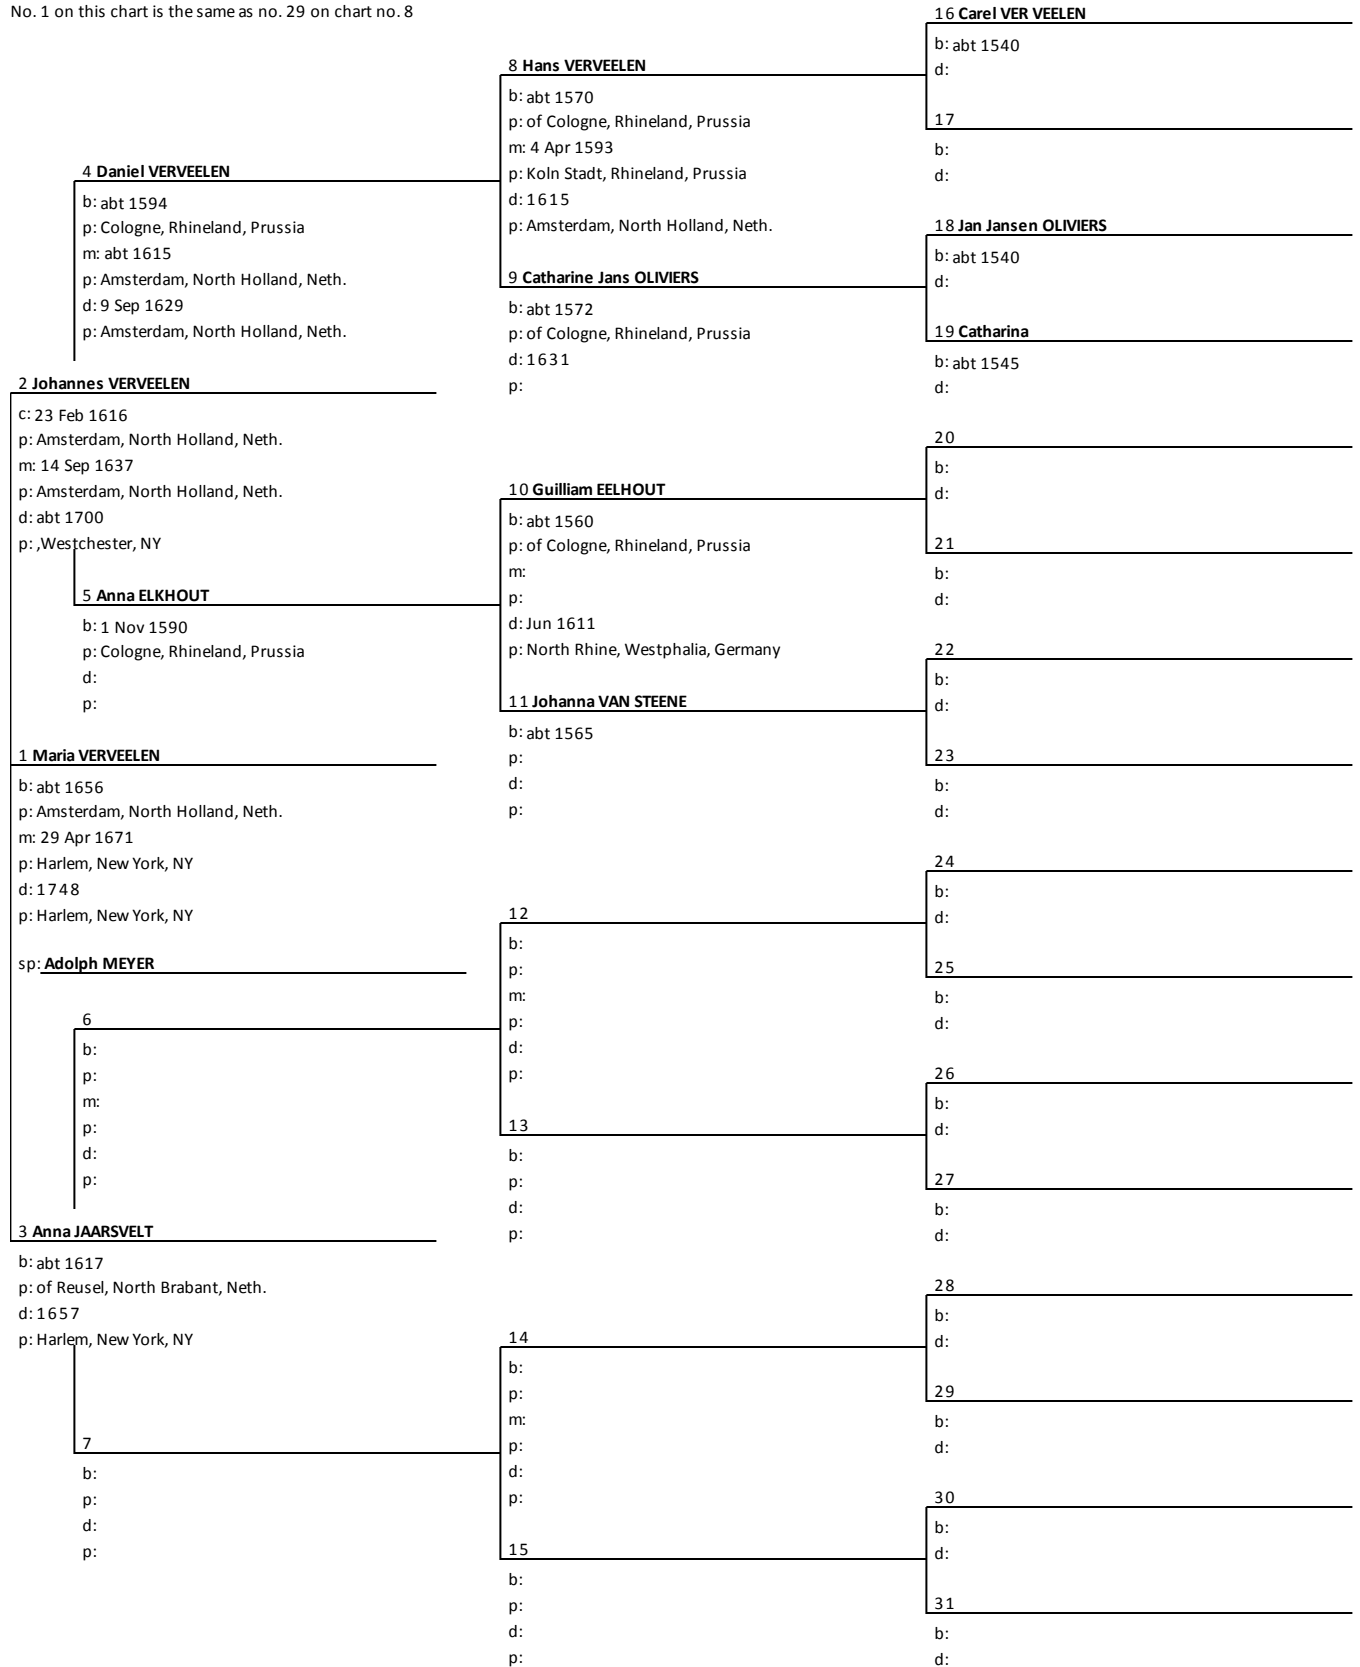 No. 1 on this chart is the same as no. 29 on chart no. 8
16 Carel VER VEELEN
b: abt 1540
d:
8 Hans VERVEELEN
b: abt 1570
p: of Cologne, Rhineland, Prussia
m: 4 Apr 1593
p: Koln Stadt, Rhineland, Prussia
d: 1615
p: Amsterdam, North Holland, Neth.
17
b:
d:
4 Daniel VERVEELEN
b: abt 1594
p: Cologne, Rhineland, Prussia
m: abt 1615
p: Amsterdam, North Holland, Neth.
d: 9 Sep 1629
p: Amsterdam, North Holland, Neth.
18 Jan Jansen OLIVIERS
b: abt 1540
d:
9 Catharine Jans OLIVIERS
b: abt 1572
p: of Cologne, Rhineland, Prussia
d: 1631
p:
19 Catharina
b: abt 1545
d:
2 Johannes VERVEELEN
c: 23 Feb 1616
p: Amsterdam, North Holland, Neth.
m: 14 Sep 1637
p: Amsterdam, North Holland, Neth.
d: abt 1700
p: ,Westchester, NY
20
b:
d:
10 Guilliam EELHOUT
b: abt 1560
p: of Cologne, Rhineland, Prussia
m:
p:
d: Jun 1611
p: North Rhine, Westphalia, Germany
21
b:
d:
5 Anna ELKHOUT
b: 1 Nov 1590
p: Cologne, Rhineland, Prussia
d:
p:
22
b:
d:
11 Johanna VAN STEENE
b: abt 1565
p:
d:
p:
23
b:
d:
1 Maria VERVEELEN
b: abt 1656
p: Amsterdam, North Holland, Neth.
m: 29 Apr 1671
p: Harlem, New York, NY
d: 1748
p: Harlem, New York, NY
sp: Adolph MEYER
24
b:
d:
12
b:
p:
m:
p:
d:
p:
25
b:
d:
6
b:
p:
m:
p:
d:
p:
26
b:
d:
13
b:
p:
d:
p:
27
b:
d:
3 Anna JAARSVELT
b: abt 1617
p: of Reusel, North Brabant, Neth.
d: 1657
p: Harlem, New York, NY
28
b:
d:
14
b:
p:
m:
p:
d:
p:
29
b:
d:
7
b:
p:
d:
p:
30
b:
d:
15
b:
p:
d:
p:
31
b:
d: